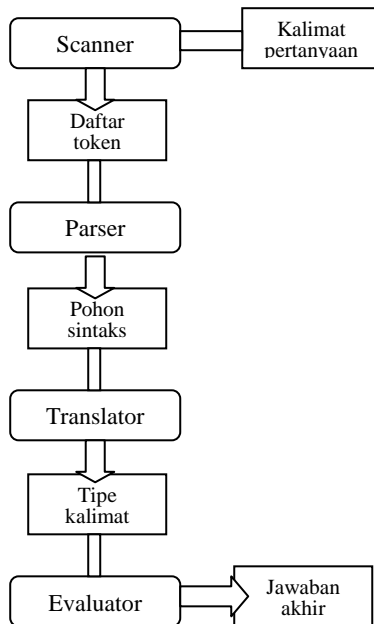 Scanner
Kalimat
pertanyaan
Daftar
token
Parser
Pohon
sintaks
Translator
Tipe
kalimat
Evaluator
Jawaban
akhir